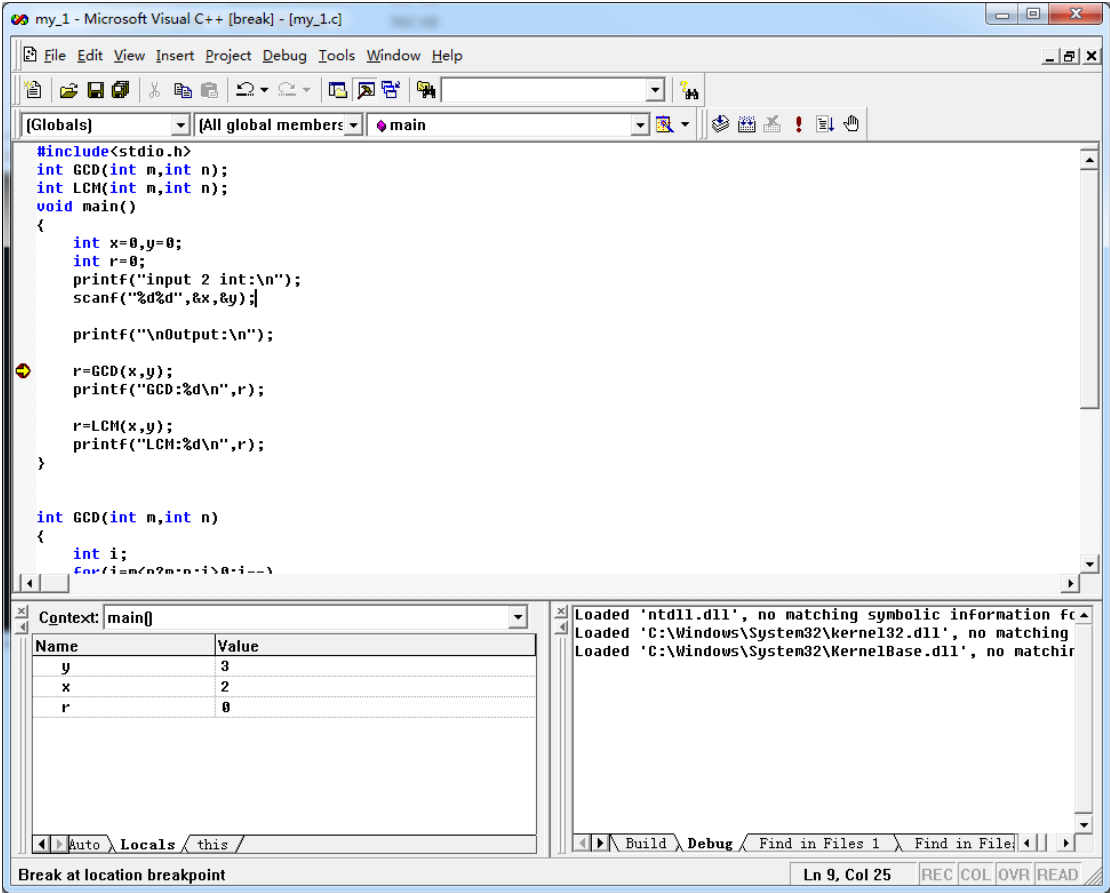 my_1 - Microsoft Visual C++ [break] - [my_1.c]
File Edit View Insert Project Debug Tools Window Help
(Globals) (All global members main
#include<stdio.h>
int GCD(int m,int n);
int LCM(int m,int n);
void main()
{
int x=0,y=0;
int r=0;
printf("input 2 int:\n");
scanf("%d%d",&x,&y);
printf("\nOutput:\n");
r=GCD(x,y);
printf("GCD:%d\n",r);
r=LCM(x,y);
printf("LCM:%d\n",r);
}
int GCD(int m,int n)
{
int i;
for(i=m<n?m:n;i>0;i--)
Context: main()
Name Value
y 3
x 2
r 0
Auto Locals this
Loaded 'ntdll.dll', no matching symbolic information fo
Loaded 'C:\Windows\System32\kernel32.dll', no matching
Loaded 'C:\Windows\System32\KernelBase.dll', no matchin
Build Debug Find in Files 1 Find in File
Break at location breakpoint
Ln 9, Col 25 REC COL OVR READ